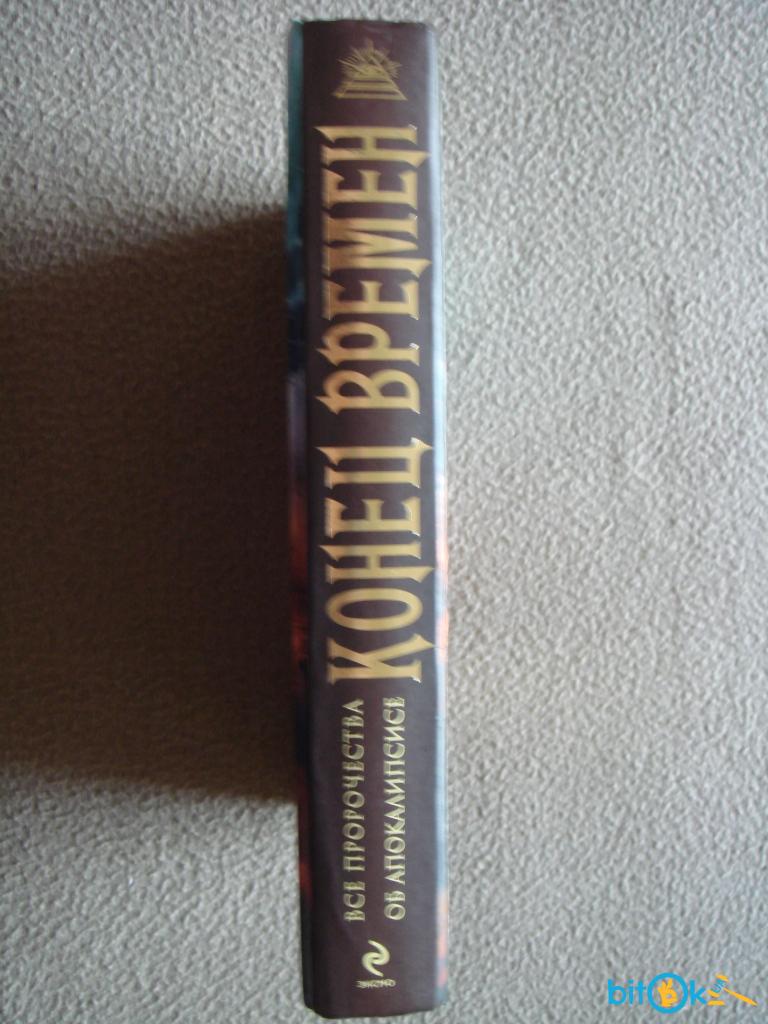 КОНЕЦ ВРЕМЕН
ВСЕ ПРОРОЧЕСТВА
ОБ АПОКАЛИПСИСЕ
ЭКСМО
bitOk